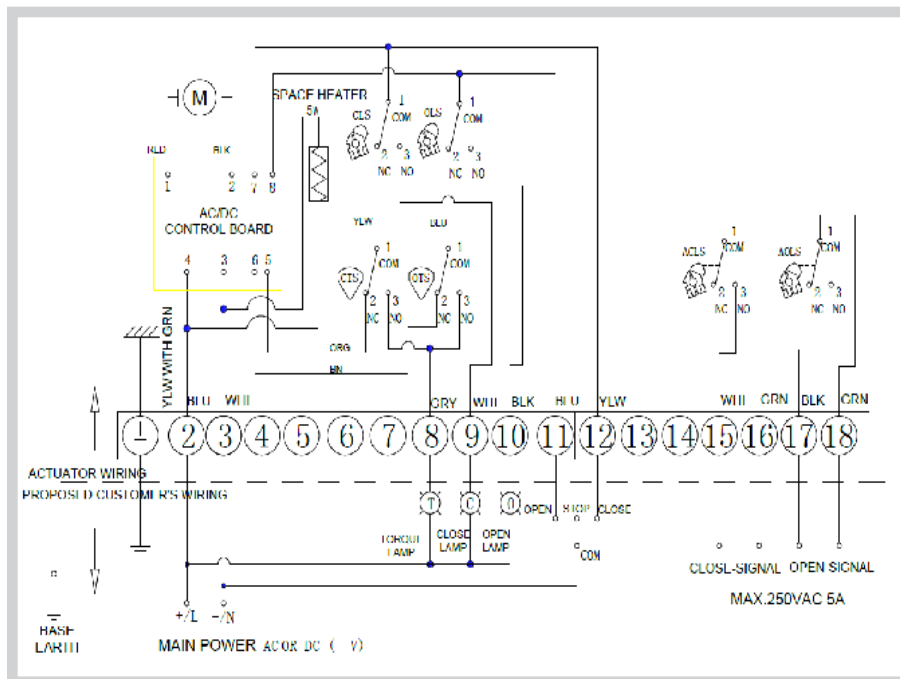 M
SPACE HEATER
5W
CLS
1
COM
2 3
NC NO
OLS
1
COM
2 3
NC NO
RED BLK
1 2 7 8
AC/DC
CONTROL BOARD
4 3 6 5
YLW BLU
CTS
1
COM
2 3
NC NO
OTS
1
COM
2 3
NC NO
ACLS
1
COM
2 3
NC NO
AOLS
1
COM
2 3
NC NO
YLW WITH GRN
ORG
BN
BLU WHI GRY WHI BLK BLU YLW WHI GRN BLK GRN
1 2 3 4 5 6 7 8 9 10 11 12 13 14 15 16 17 18
ACTUATOR WIRING
PROPOSED CUSTOMER'S WIRING
T C O
OPEN STOP CLOSE
TORQUE LAMP
CLOSE LAMP
OPEN LAMP
COM
CLOSE-SIGNAL OPEN SIGNAL
MAX.250VAC 5A
+/L -/N
BASE
EARTH
MAIN POWER AC OR DC ( V)